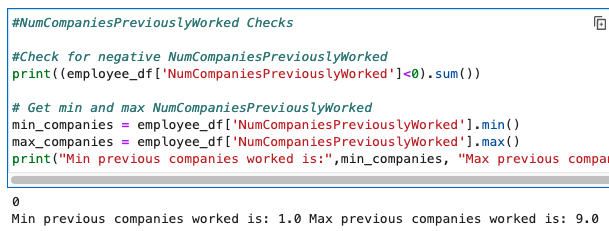 #NumCompaniesPreviouslyWorked Checks
#Check for negative NumCompaniesPreviouslyWorked
print((employee_df['NumCompaniesPreviouslyWorked']<0).sum())
# Get min and max NumCompaniesPreviouslyWorked
min_companies = employee_df['NumCompaniesPreviouslyWorked'].min()
max_companies = employee_df['NumCompaniesPreviouslyWorked'].max()
print("Min previous companies worked is:",min_companies, "Max previous
0
Min previous companies worked is: 1.0 Max previous companies worked is: 9.0